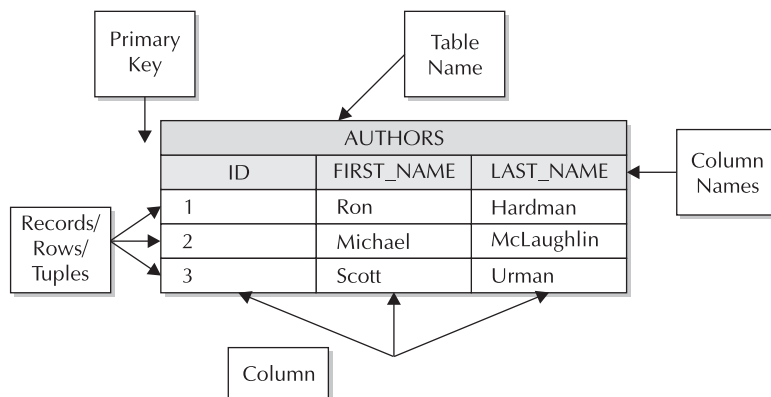 Primary
Key
Table
Name
AUTHORS
ID FIRST_NAME LAST_NAME
Column
Names
1 Ron Hardman
2 Michael McLaughlin
3 Scott Urman
Records/
Rows/
Tuples
Column